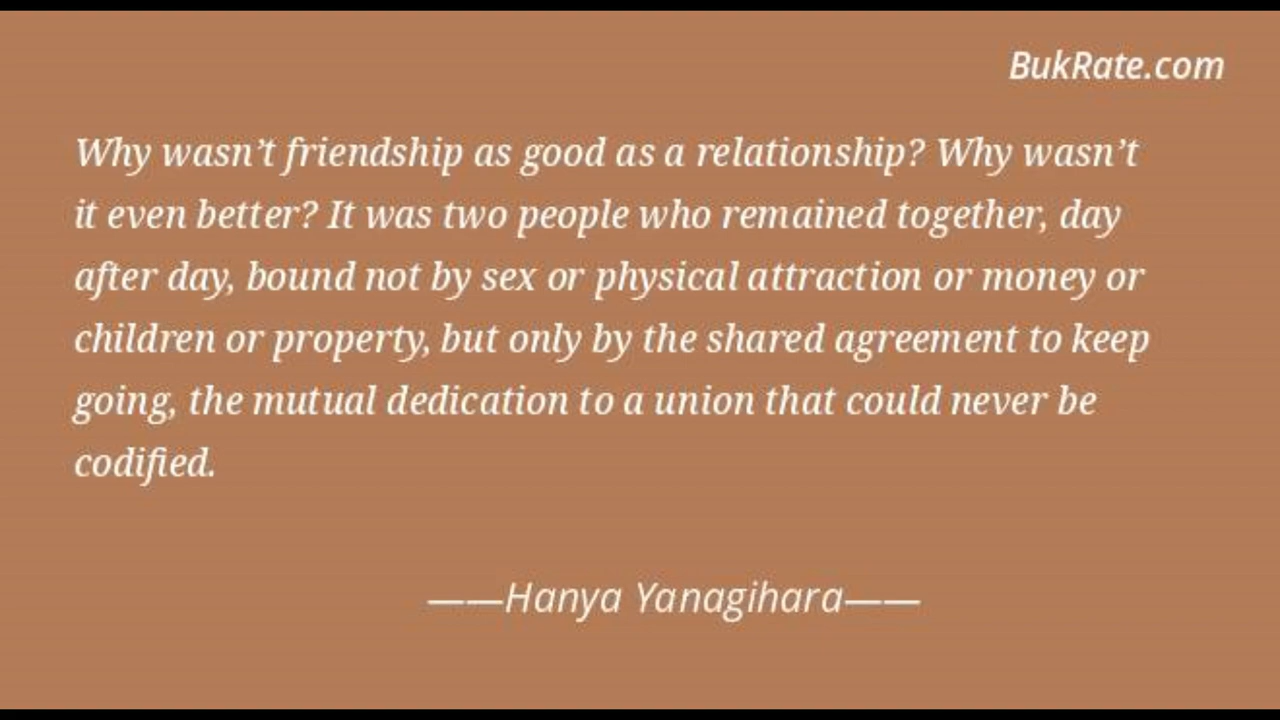 BukRate.com
Why wasn’t friendship as good as a relationship? Why wasn’t
it even better? It was two people who remained together, day
after day, bound not by sex or physical attraction or money or
children or property, but only by the shared agreement to keep
going, the mutual dedication to a union that could never be
codified.
——Hanya Yanagihara——